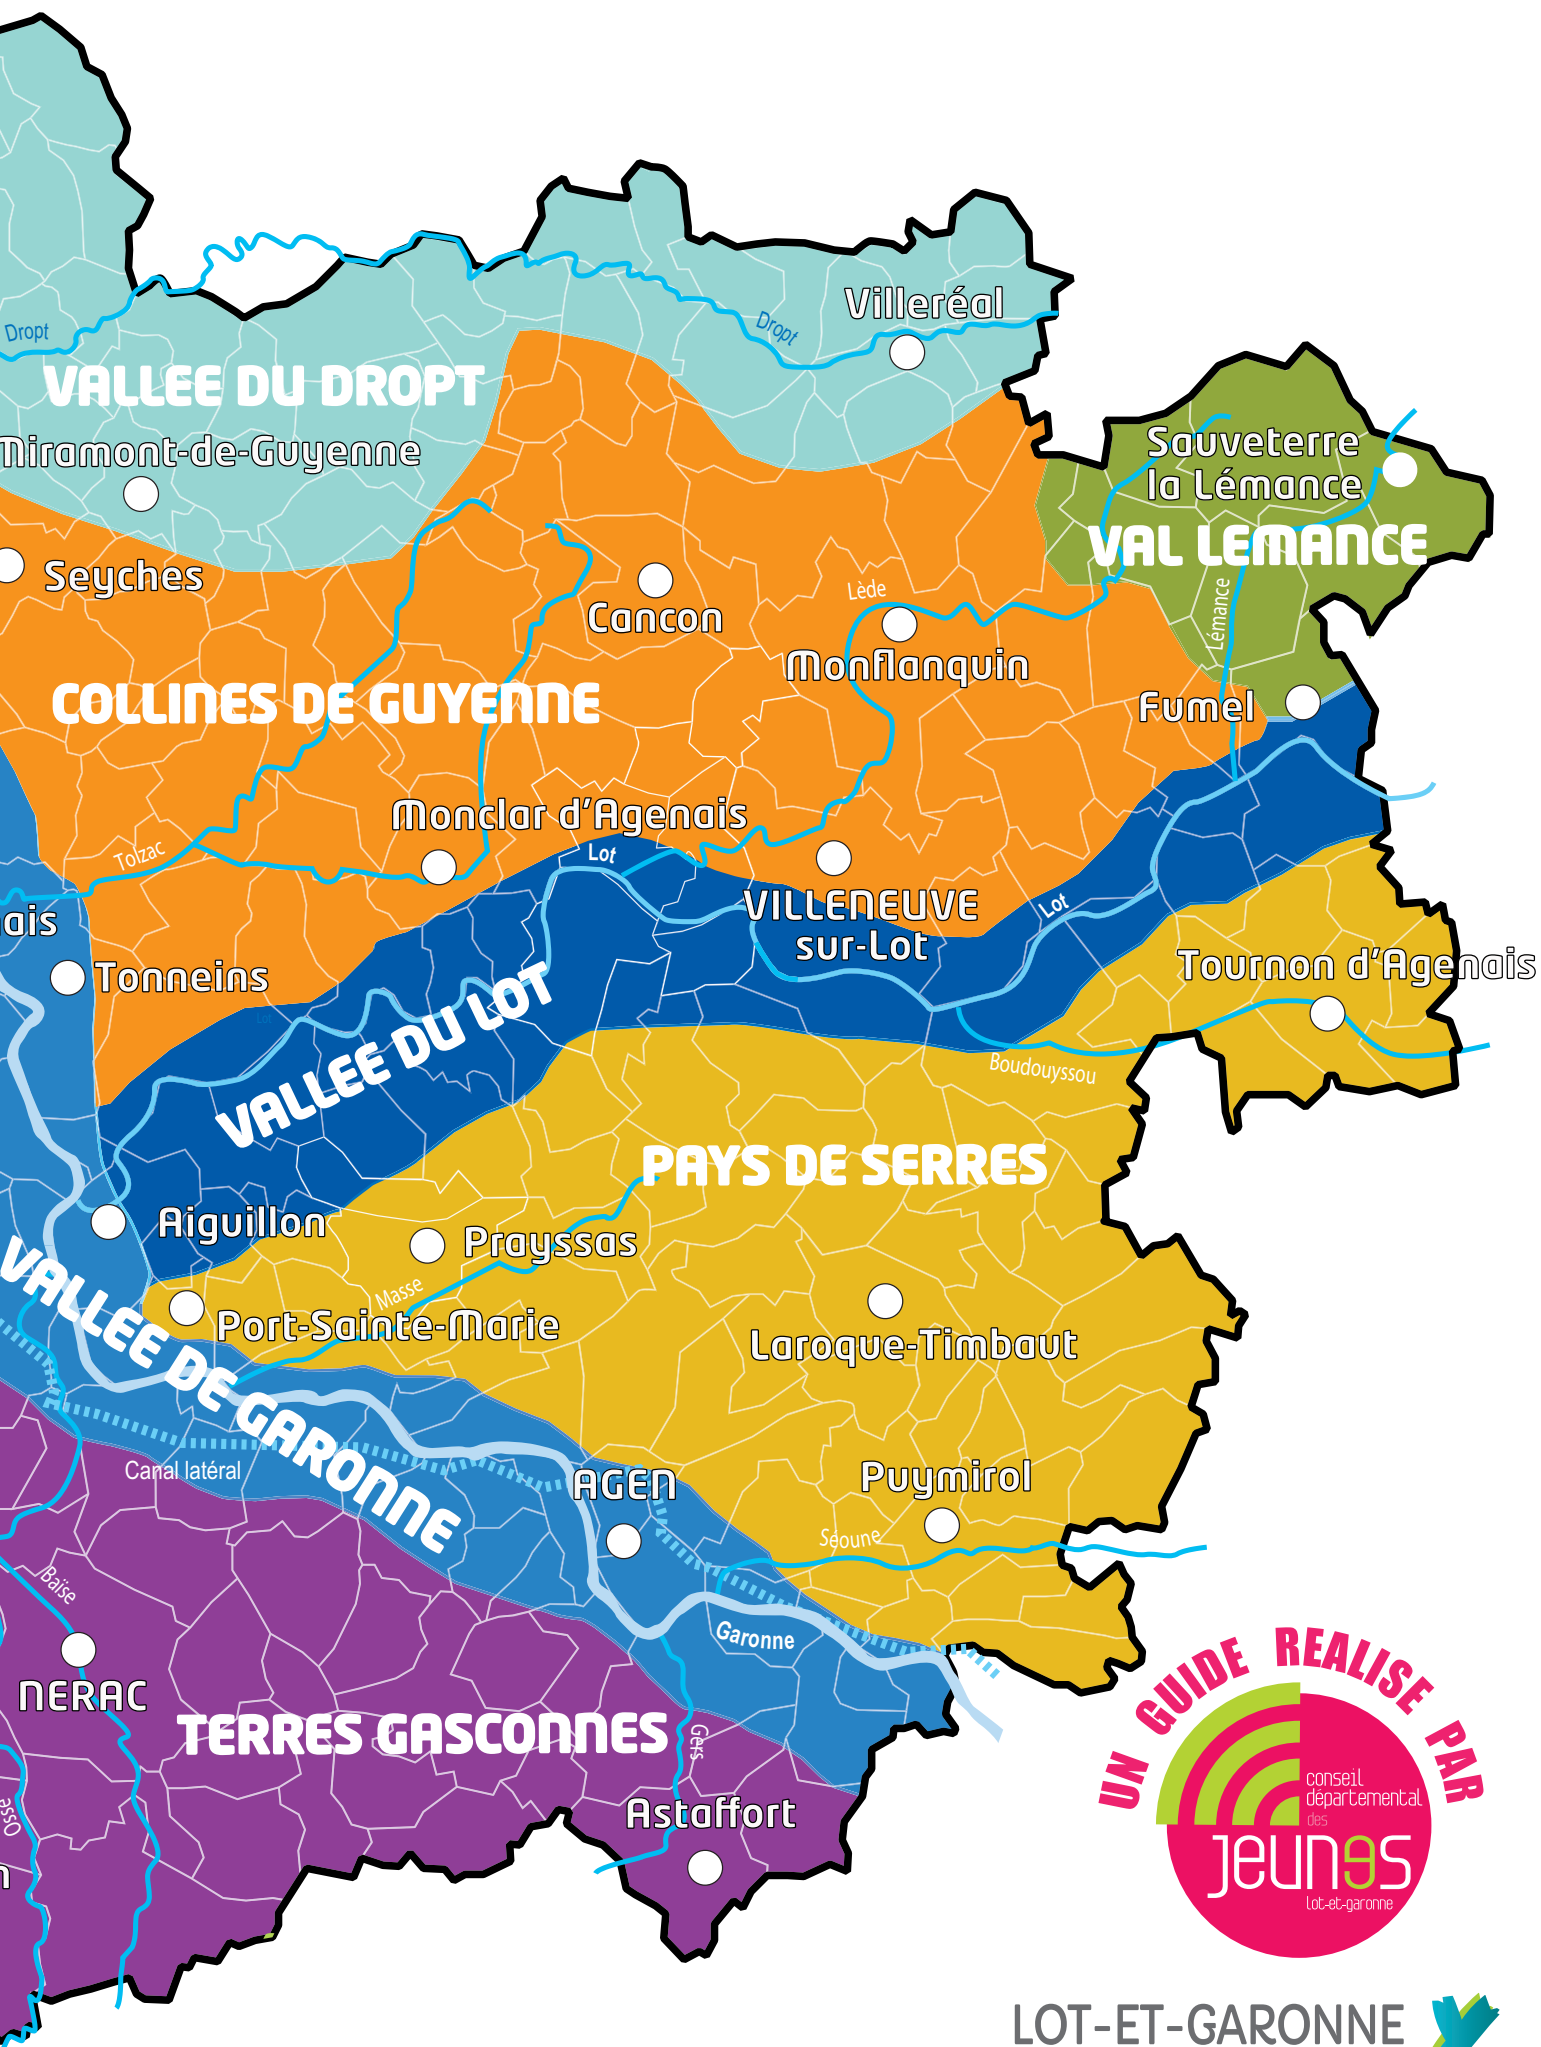 Villeréal
Dropt
Dropt
VALLEE DU DROPT
Miramont-de-Guyenne
Sauveterre
la Lémance
VAL LEMANCE
Seyches
Cancon
Lède
Monflanquin
Lémance
COLLINES DE GUYENNE
Fumel
Monclar d'Agenais
Tolzac
Lot
VILLENEUVE
sur-Lot
Lot
nais
Tonneins
Tournon d'Agenais
Lot
VALLEE DU LOT
Boudouyssou
PAYS DE SERRES
Aiguillon
Prayssas
Masse
Port-Sainte-Marie
Laroque-Timbaut
VALLEE DE GARONNE
Canal latéral
AGEN
Puymirol
Séoune
Baïse
Garonne
NERAC
TERRES GASCONNES
Gers
Osse
Astaffort
n
UN GUIDE REALISE PAR
conseil
départemental
des
jeunes
lot-et-garonne
LOT-ET-GARONNE